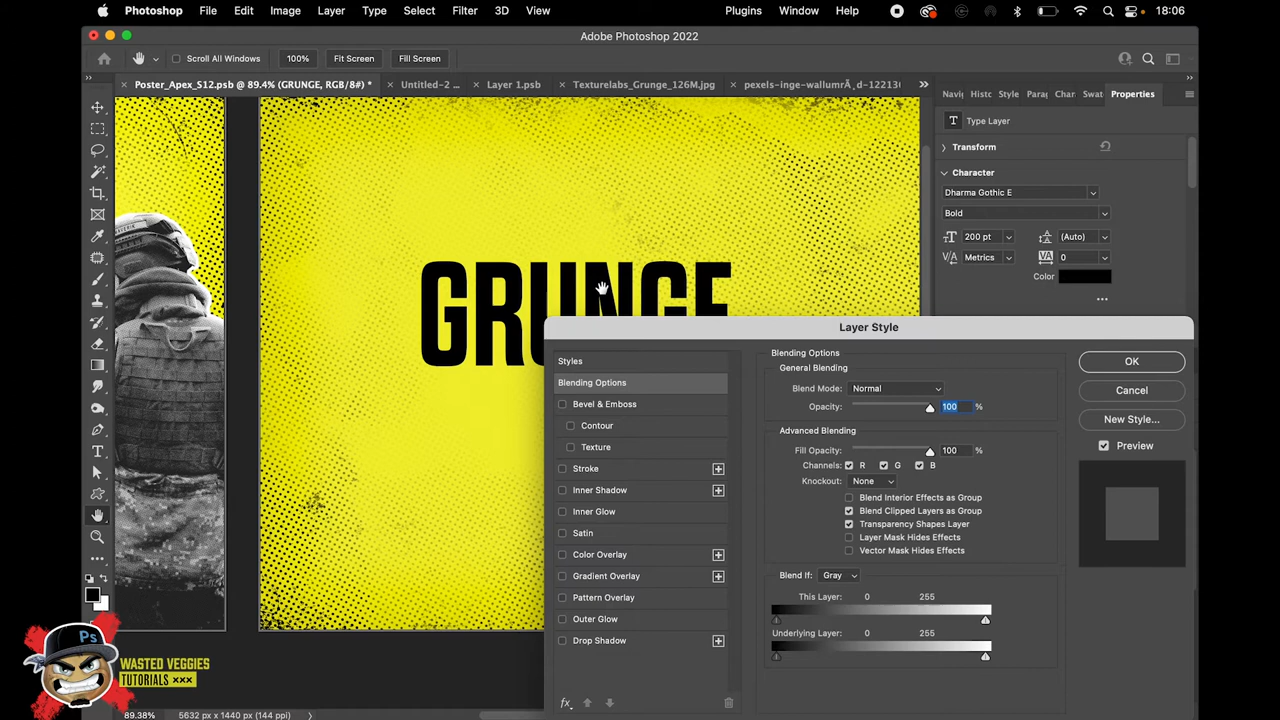 Photoshop File Edit Image Layer Type Select Filter 3D View Plugins Window Help 18:06
Adobe Photoshop 2022
Scroll All Windows 100% Fit Screen Fill Screen
Poster_Apex_S12.psb @ 89.4% (GRUNGE, RGB/8#) * Untitled-2 ... Layer 1.psb Texturelabs_Grunge_126M.jpg pexels-inge-wallumrÃ¸d-12213
Navi Histo Style Para Char Swat Properties
T Type Layer
Transform
Character
Dharma Gothic E
Bold
200 pt (Auto)
Metrics 0
Color
GRUNGE
Layer Style
Styles
Blending Options
Bevel & Emboss
Contour
Texture
Stroke
Inner Shadow
Inner Glow
Satin
Color Overlay
Gradient Overlay
Pattern Overlay
Outer Glow
Drop Shadow
fx
Blending Options
General Blending
Blend Mode: Normal
Opacity: 100 %
Advanced Blending
Fill Opacity: 100 %
Channels: R G B
Knockout: None
Blend Interior Effects as Group
Blend Clipped Layers as Group
Transparency Shapes Layer
Layer Mask Hides Effects
Vector Mask Hides Effects
Blend If: Gray
This Layer: 0 255
Underlying Layer: 0 255
OK
Cancel
New Style...
Preview
Ps
WASTED VEGGIES
TUTORIALS ×××
89.38% 5632 px x 1440 px (144 ppi)